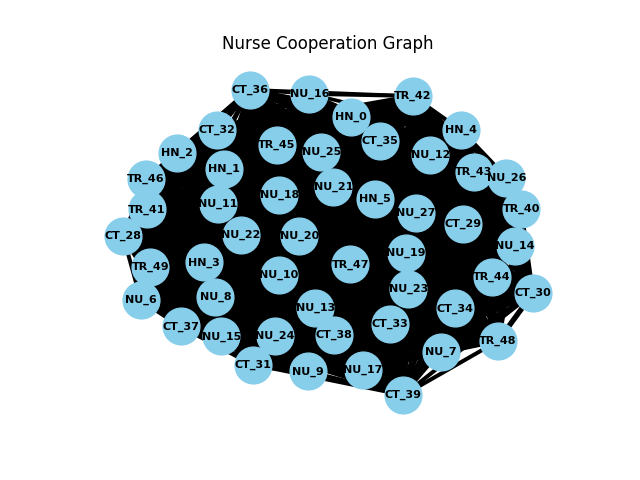 Nurse Cooperation Graph
CT_36
NU_16
TR_42
HN_0
CT_32
HN_4
CT_35
TR_45
NU_25
HN_2
NU_12
HN_1
TR_43
TR_46
NU_26
NU_21
NU_18
HN_5
NU_11
TR_41
NU_27
TR_40
CT_29
CT_28
NU_22
NU_20
NU_14
NU_19
HN_3
TR_47
TR_49
NU_10
TR_44
NU_23
CT_30
NU_8
NU_6
NU_13
CT_34
CT_33
CT_37
NU_15
NU_24
CT_38
TR_48
NU_7
CT_31
NU_9
NU_17
CT_39